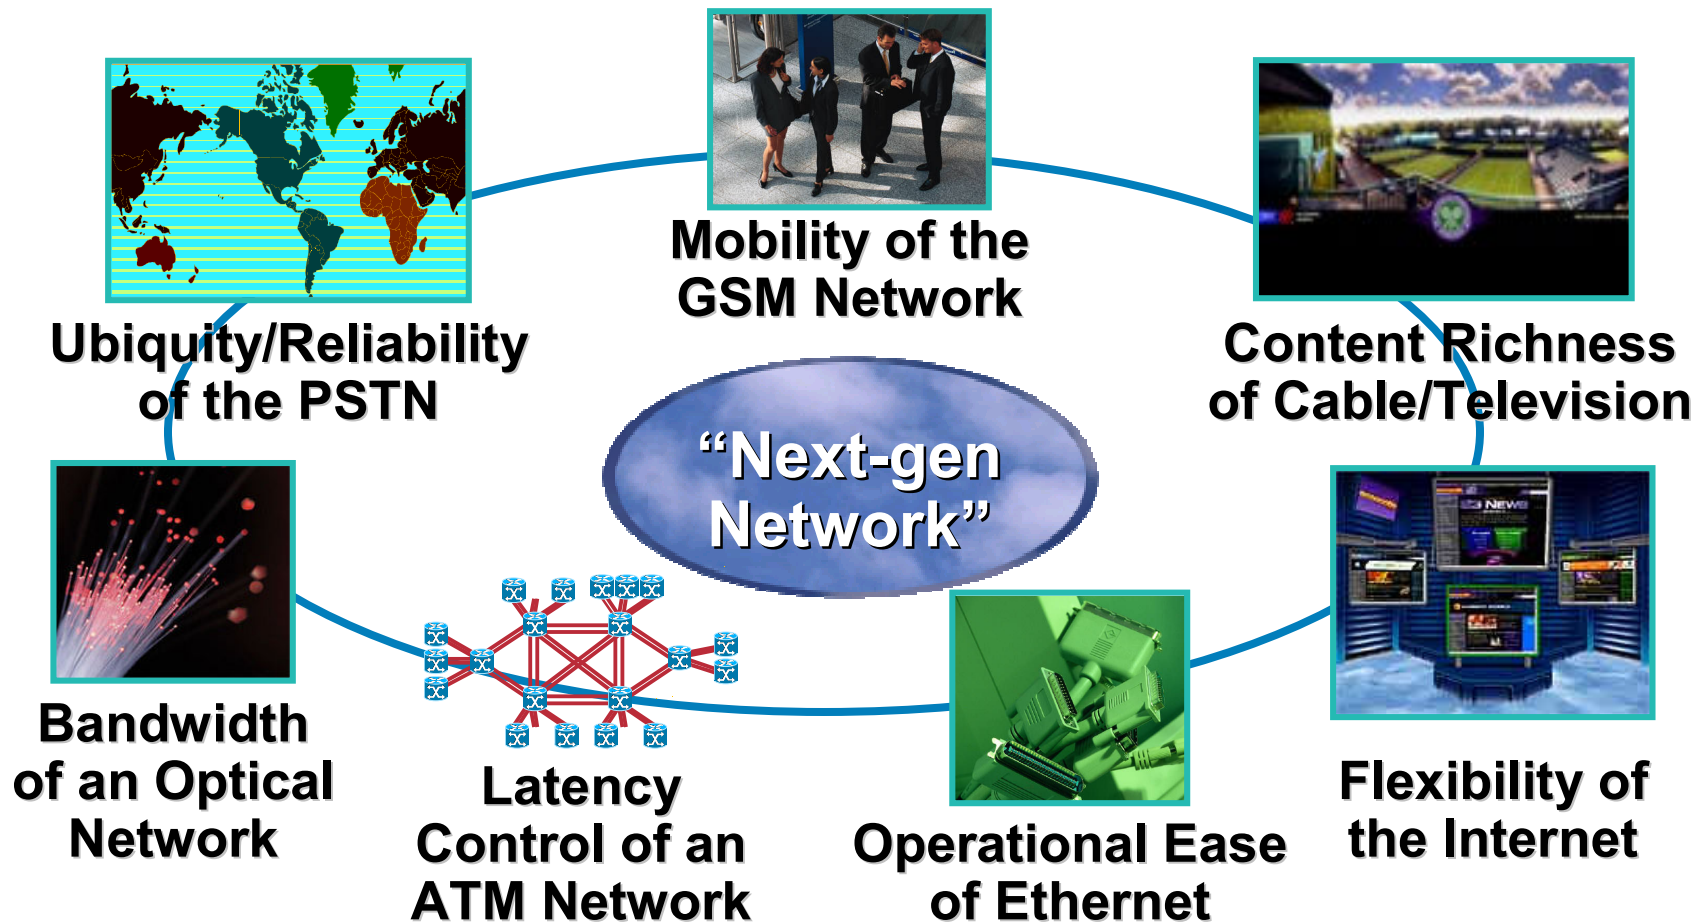 Mobility of the
GSM Network
Ubiquity/Reliability
of the PSTN
Content Richness
of Cable/Television
“Next-gen
Network”
NEWS
Bandwidth
of an Optical
Network
Latency
Control of an
ATM Network
Operational Ease
of Ethernet
Flexibility of
the Internet